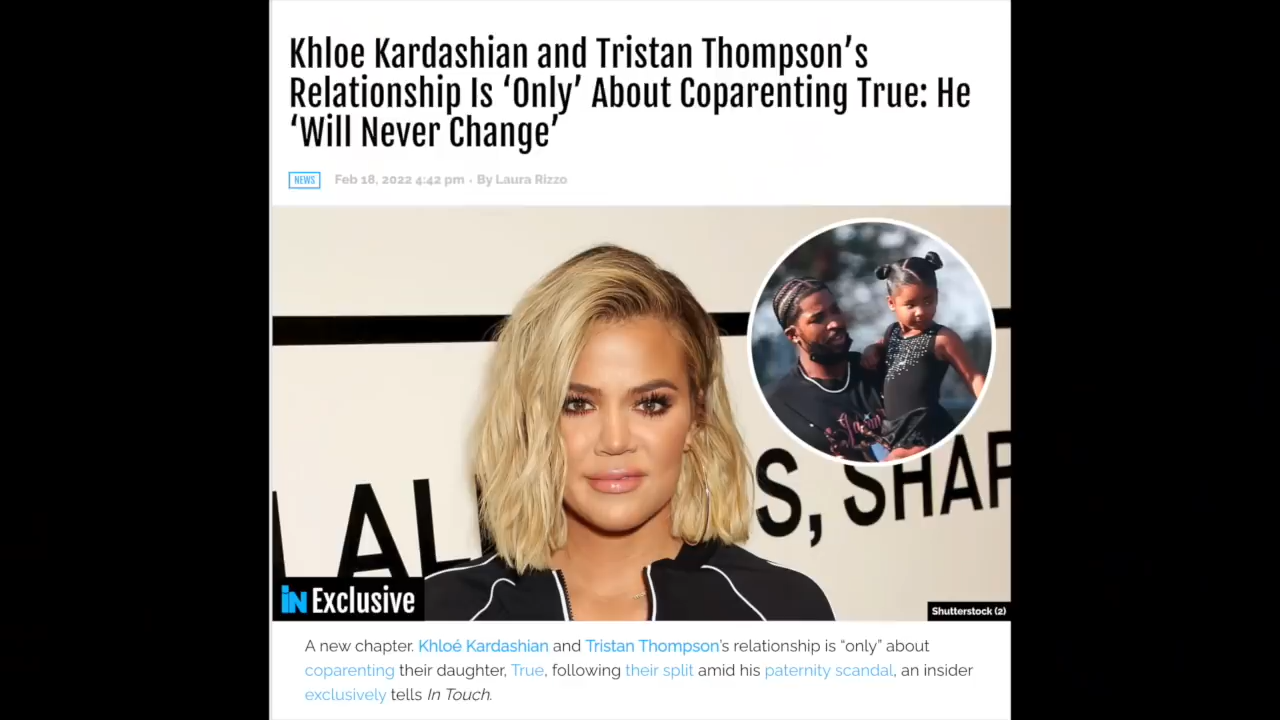 Khloe Kardashian and Tristan Thompson’s
Relationship Is ‘Only’ About Coparenting True: He
‘Will Never Change’
NEWS Feb 18, 2022 4:42 pm · By Laura Rizzo
ALL
S, SHAP
IN Exclusive
Shutterstock (2)
A new chapter. Khloé Kardashian and Tristan Thompson’s relationship is “only” about
coparenting their daughter, True, following their split amid his paternity scandal, an insider
exclusively tells In Touch.